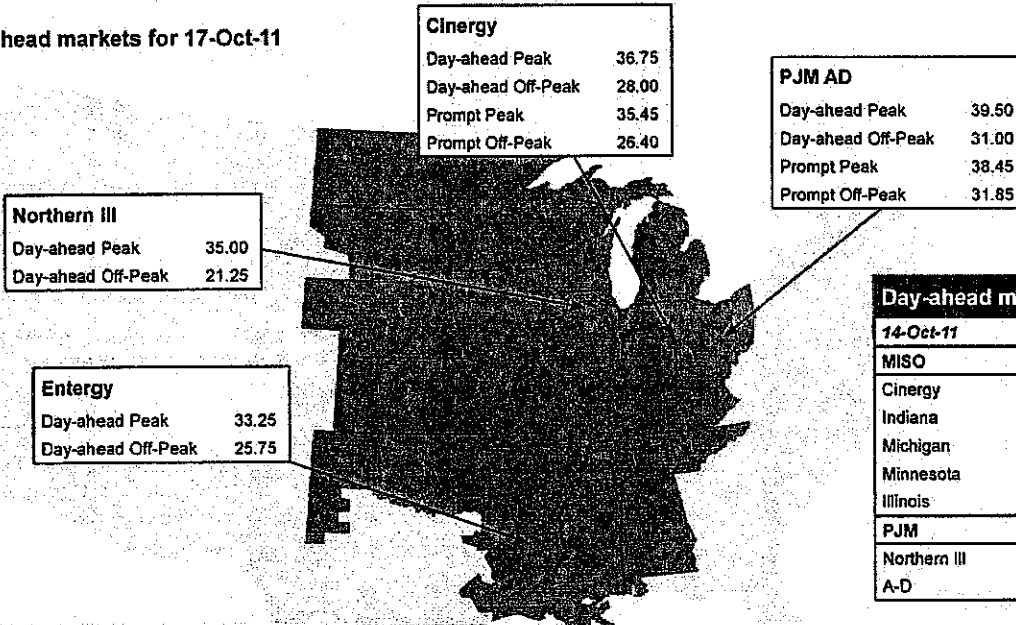 head markets for 17-Oct-11
Cinergy
Day-ahead Peak 36.75
Day-ahead Off-Peak 28.00
Prompt Peak 35.45
Prompt Off-Peak 26.40
PJM AD
Day-ahead Peak 39.50
Day-ahead Off-Peak 31.00
Prompt Peak 38.45
Prompt Off-Peak 31.85
Northern Ill
Day-ahead Peak 35.00
Day-ahead Off-Peak 21.25
Entergy
Day-ahead Peak 33.25
Day-ahead Off-Peak 25.75
Day-ahead m
14-Oct-11
MISO
Cinergy
Indiana
Michigan
Minnesota
Illinois
PJM
Northern Ill
A-D